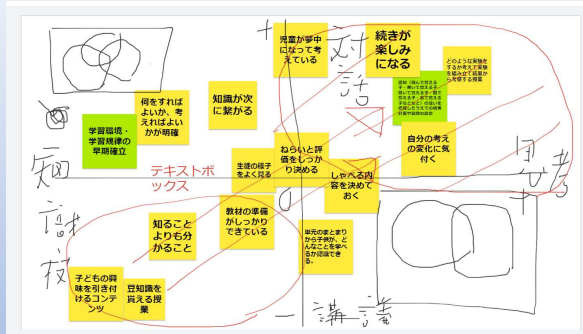 児童が夢中
になって考え
ている
続きが
楽しみ
になる
どのような実験を
するか考えて実験
を組み立て結果か
ら考察する授業
何をすれば
よいか、考
えればよい
かが明確
知識が次
に繋がる
学習環境・
学習規律の
早期確立
対
話
自分の考え
の変化に気
付く
ねらいと評
価をしっか
り決める
生徒の様子
をよく見る
しゃべる内
容を決めて
おく
テキストボ
ックス
知
識
技
思
考
+
0
教材の準備
がしっかり
できている
知ること
よりも分
かること
単元のまとまり
から子供が、ど
んなことを学べ
るか認識でき
る。
子どもの興
味を引き付
けるコンテ
ンツ
豆知識を
貰える授
業
ー
講義